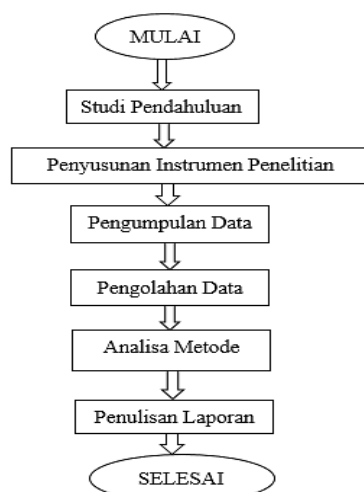 MULAI
Studi Pendahuluan
Penyusunan Instrumen Penelitian
Pengumpulan Data
Pengolahan Data
Analisa Metode
Penulisan Laporan
SELESAI